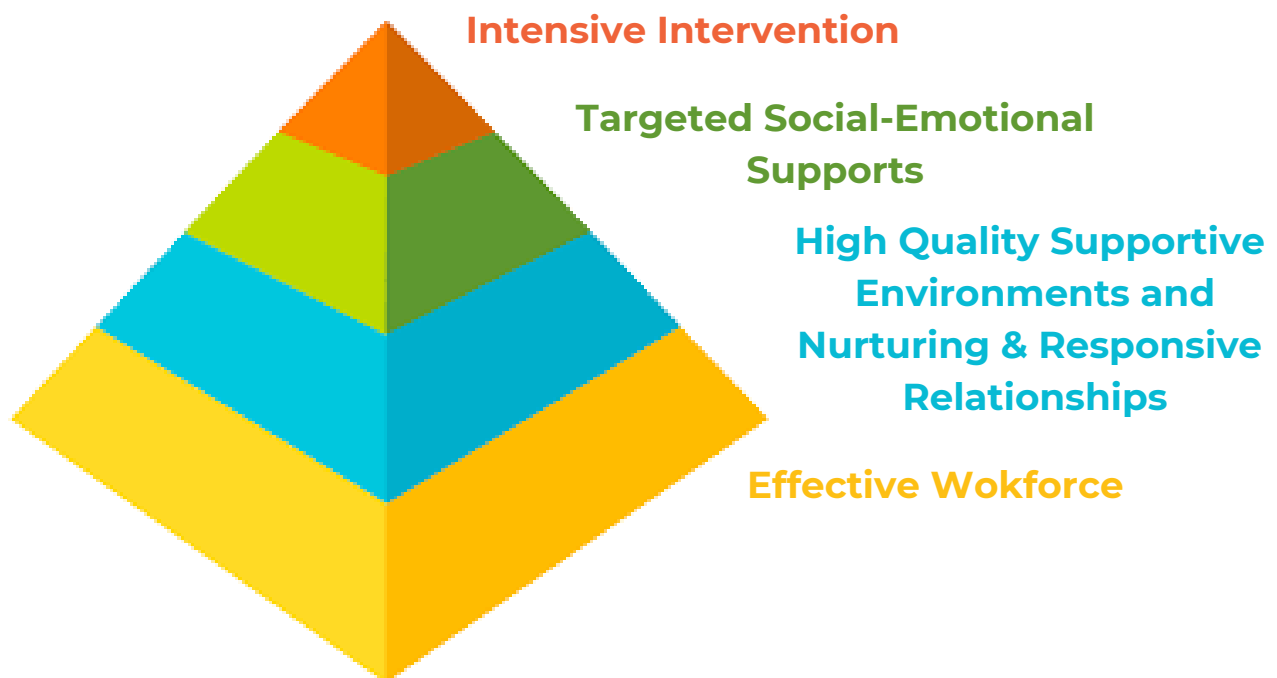 Intensive Intervention
Targeted Social-Emotional
Supports
High Quality Supportive
Environments and
Nurturing & Responsive
Relationships
Effective Wokforce